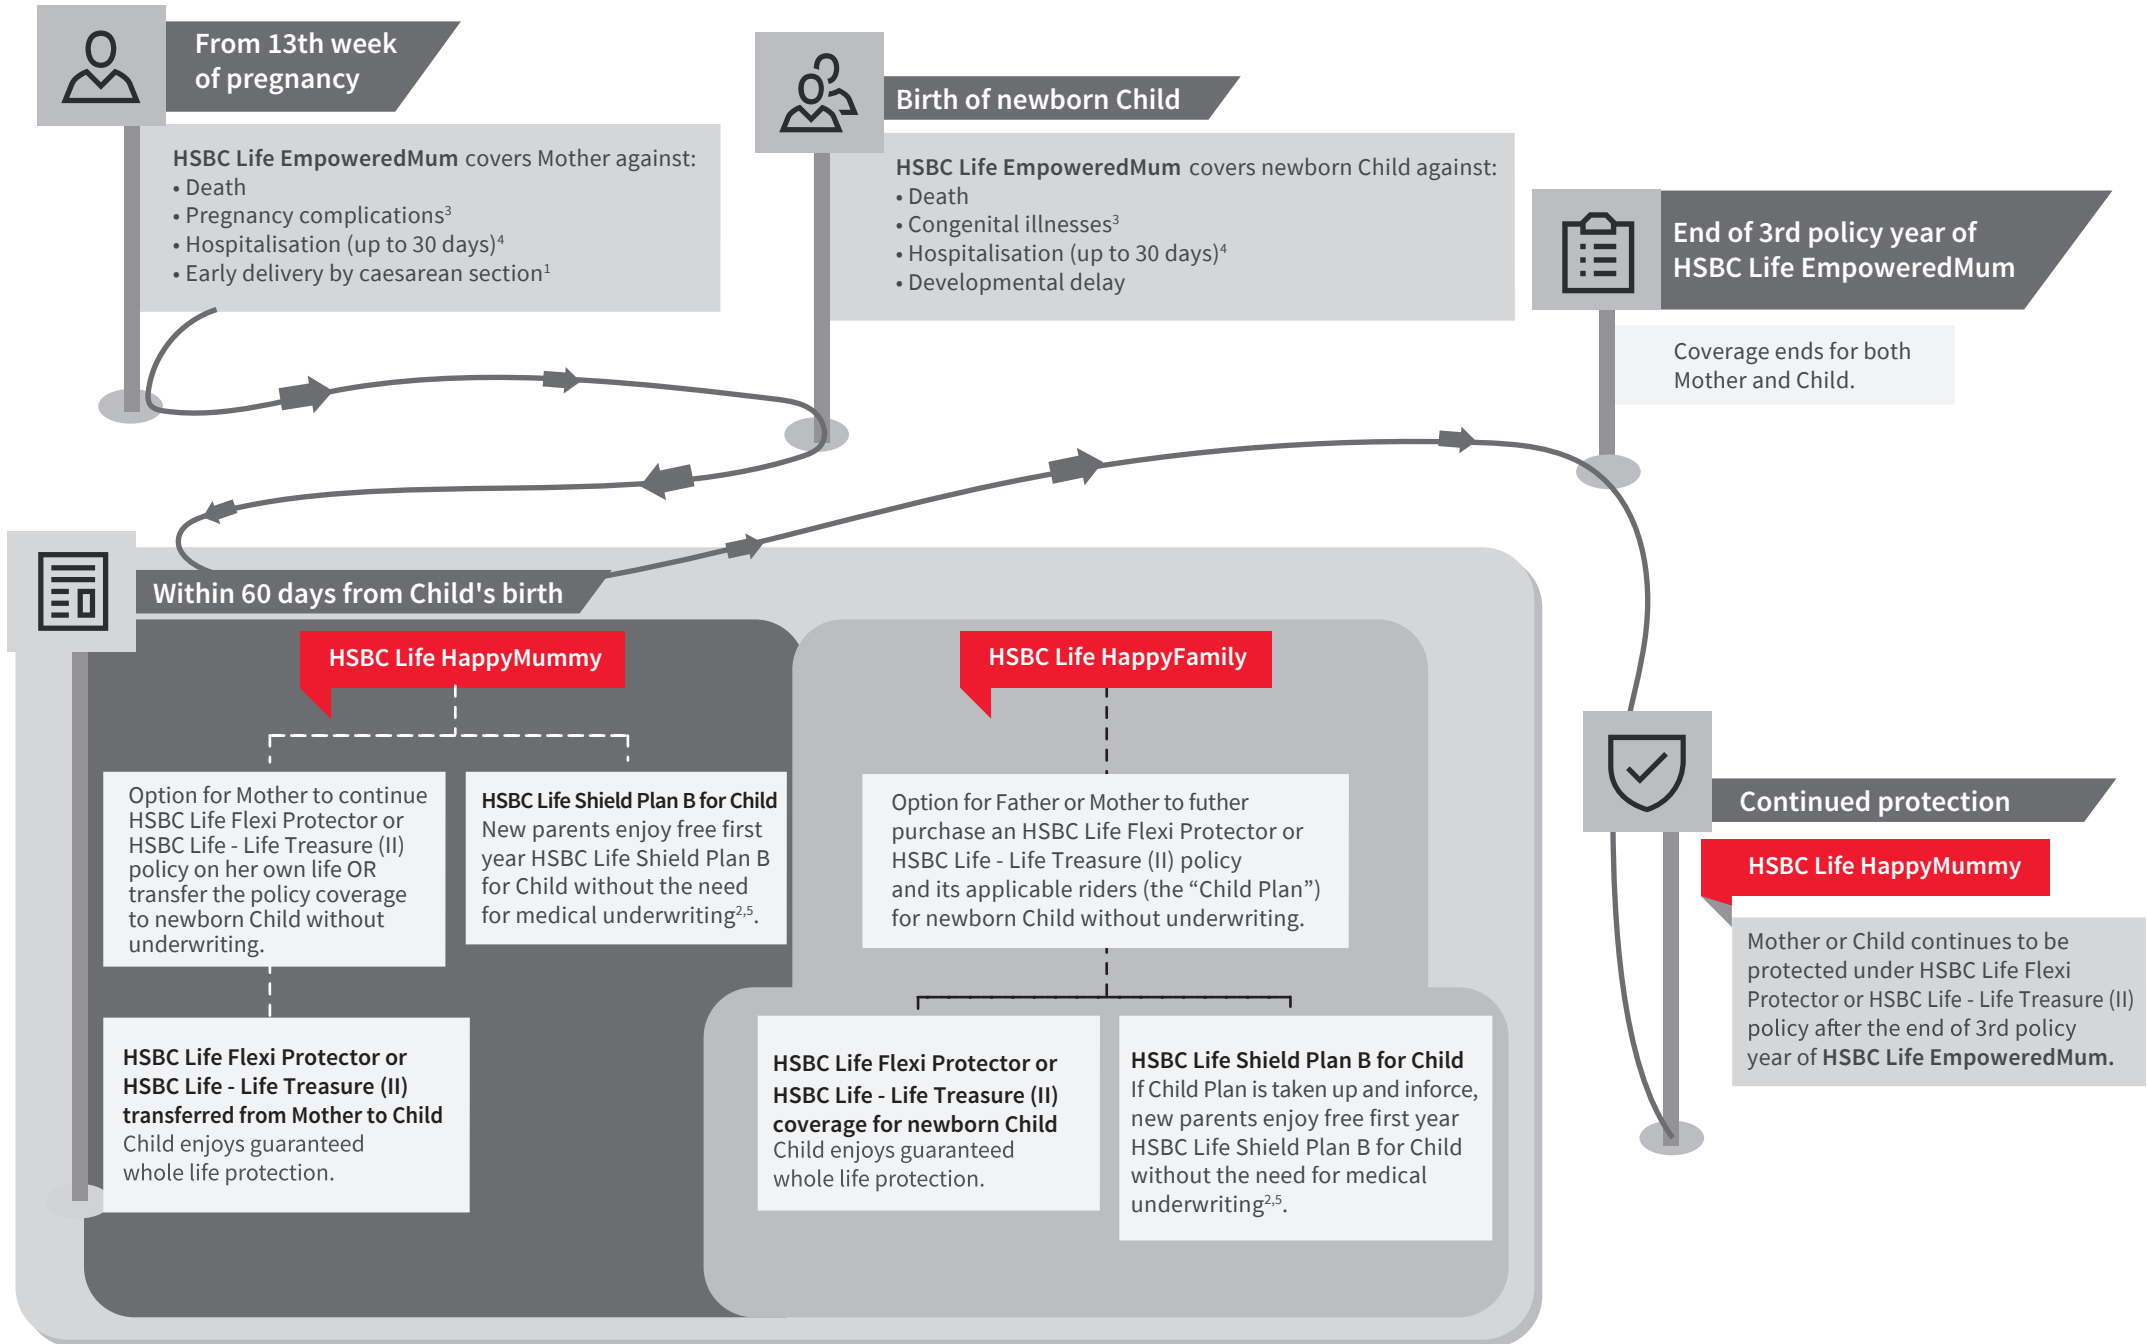 From 13th week
of pregnancy
HSBC Life EmpoweredMum covers Mother against:
• Death
• Pregnancy complications3
• Hospitalisation (up to 30 days)4
• Early delivery by caesarean section1
Birth of newborn Child
HSBC Life EmpoweredMum covers newborn Child against:
• Death
• Congenital illnesses3
• Hospitalisation (up to 30 days)4
• Developmental delay
End of 3rd policy year of
HSBC Life EmpoweredMum
Coverage ends for both
Mother and Child.
Within 60 days from Child's birth
HSBC Life HappyMummy
Option for Mother to continue
HSBC Life Flexi Protector or
HSBC Life - Life Treasure (II)
policy on her own life OR
transfer the policy coverage
to newborn Child without
underwriting.
HSBC Life Shield Plan B for Child
New parents enjoy free first
year HSBC Life Shield Plan B
for Child without the need
for medical underwriting2,5.
HSBC Life Flexi Protector or
HSBC Life - Life Treasure (II)
transferred from Mother to Child
Child enjoys guaranteed
whole life protection.
HSBC Life HappyFamily
Option for Father or Mother to futher
purchase an HSBC Life Flexi Protector or
HSBC Life - Life Treasure (II) policy
and its applicable riders (the “Child Plan”)
for newborn Child without underwriting.
HSBC Life Flexi Protector or
HSBC Life - Life Treasure (II)
coverage for newborn Child
Child enjoys guaranteed
whole life protection.
HSBC Life Shield Plan B for Child
If Child Plan is taken up and inforce,
new parents enjoy free first year
HSBC Life Shield Plan B for Child
without the need for medical
underwriting2,5.
Continued protection
HSBC Life HappyMummy
Mother or Child continues to be
protected under HSBC Life Flexi
Protector or HSBC Life - Life Treasure (II)
policy after the end of 3rd policy
year of HSBC Life EmpoweredMum.